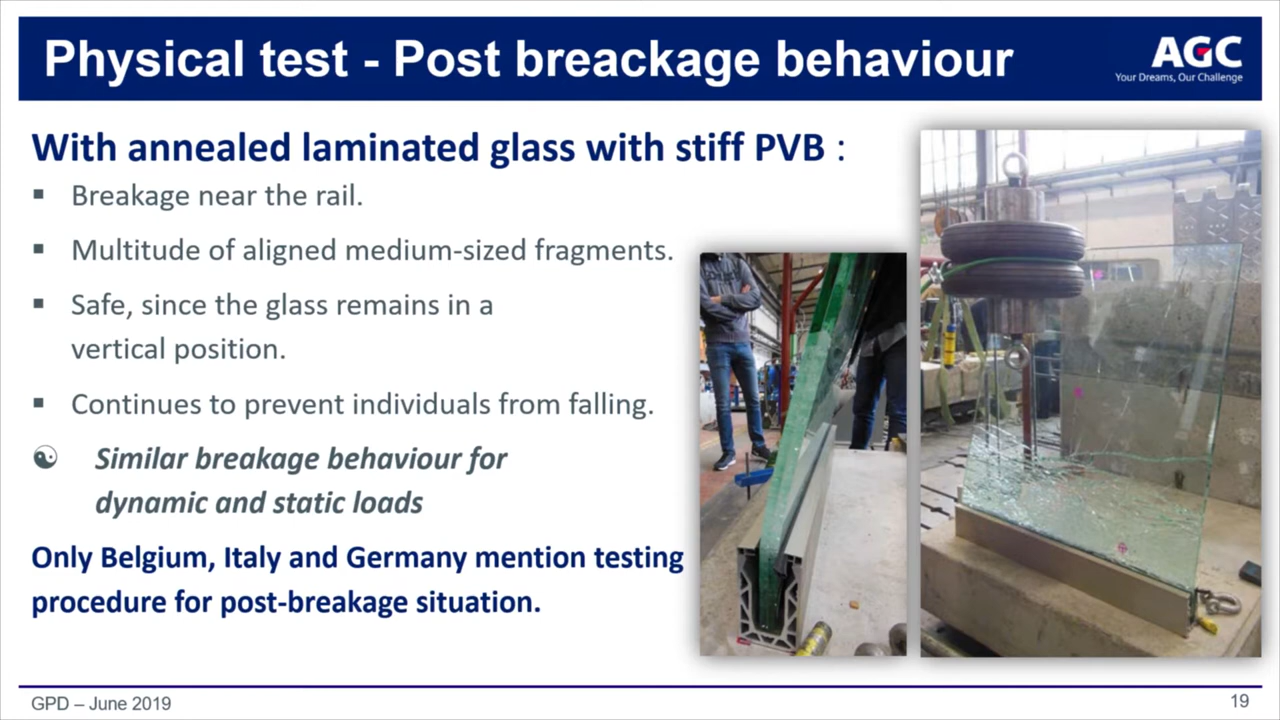 Physical test - Post breackage behaviour
AGC
Your Dreams, Our Challenge
With annealed laminated glass with stiff PVB :
▪ Breakage near the rail.
▪ Multitude of aligned medium-sized fragments.
▪ Safe, since the glass remains in a
vertical position.
▪ Continues to prevent individuals from falling.
☯ Similar breakage behaviour for
dynamic and static loads
Only Belgium, Italy and Germany mention testing
procedure for post-breakage situation.
GPD – June 2019
19